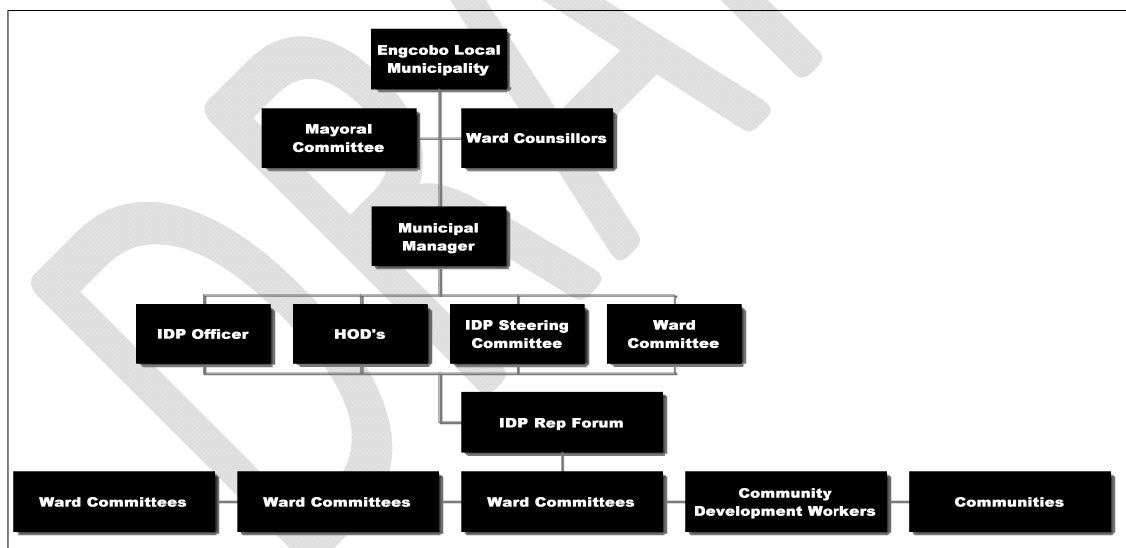 Engcobo Local
Municipality
Mayoral
Committee
Ward Counsillors
Municipal
Manager
IDP Officer
HOD's
IDP Steering
Committee
Ward
Committee
IDP Rep Forum
Ward Committees
Ward Committees
Ward Committees
Community
Development Workers
Communities